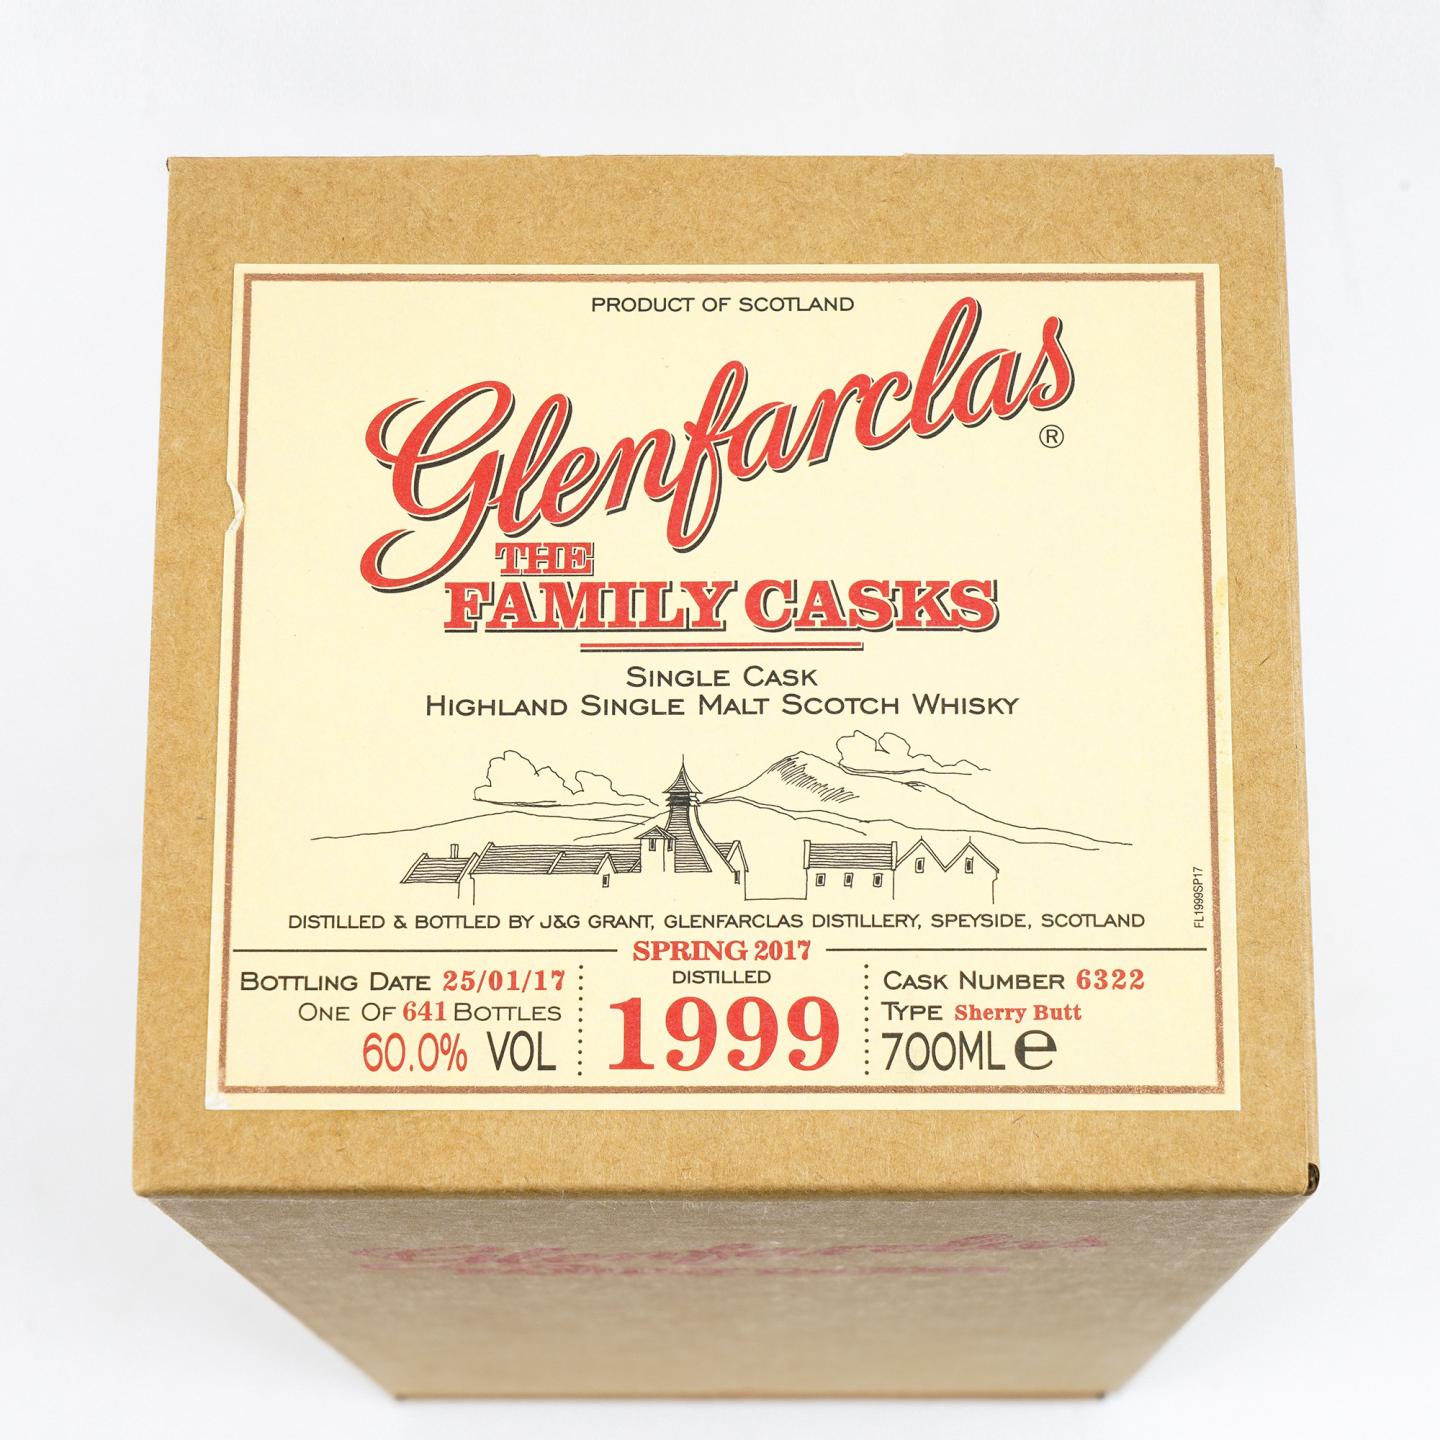 PRODUCT OF SCOTLAND
Glenfarclas ®
THE
FAMILY CASKS
SINGLE CASK
HIGHLAND SINGLE MALT SCOTCH WHISKY
DISTILLED & BOTTLED BY J&G GRANT, GLENFARCLAS DISTILLERY, SPEYSIDE, SCOTLAND
FL1999SP17
SPRING 2017
BOTTLING DATE 25/01/17
ONE OF 641 BOTTLES
60.0% VOL
DISTILLED
1999
CASK NUMBER 6322
TYPE Sherry Butt
700ML e
Glenfarclas